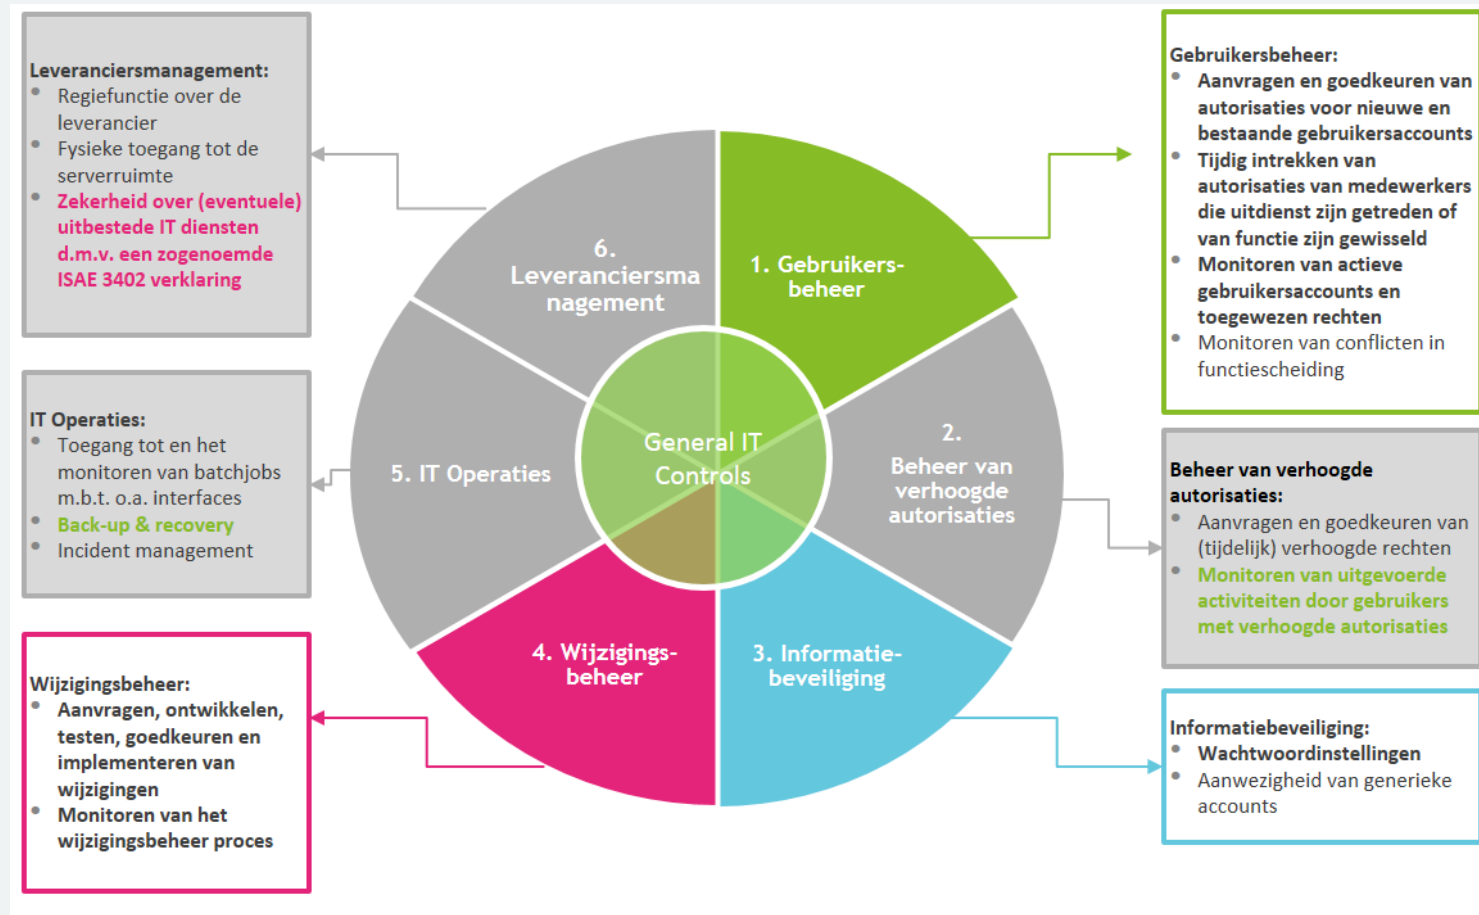 Leveranciersmanagement:
• Regiefunctie over de
leverancier
• Fysieke toegang tot de
serverruimte
• Zekerheid over (eventuele)
uitbestede IT diensten
d.m.v. een zogenoemde
ISAE 3402 verklaring
IT Operaties:
• Toegang tot en het
monitoren van batchjobs
m.b.t. o.a. interfaces
• Back-up & recovery
• Incident management
Wijzigingsbeheer:
• Aanvragen, ontwikkelen,
testen, goedkeuren en
implementeren van
wijzigingen
• Monitoren van het
wijzigingsbeheer proces
6.
Leveranciersma
nagement
1. Gebruikers-
beheer
5. IT Operaties
General IT
Controls
2.
Beheer van
verhoogde
autorisaties
4. Wijzigings-
beheer
3. Informatie-
beveiliging
Gebruikersbeheer:
• Aanvragen en goedkeuren van
autorisaties voor nieuwe en
bestaande gebruikersaccounts
• Tijdig intrekken van
autorisaties van medewerkers
die uitdienst zijn getreden of
van functie zijn gewisseld
• Monitoren van actieve
gebruikersaccounts en
toegewezen rechten
• Monitoren van conflicten in
functiescheiding
Beheer van verhoogde
autorisaties:
• Aanvragen en goedkeuren van
(tijdelijk) verhoogde rechten
• Monitoren van uitgevoerde
activiteiten door gebruikers
met verhoogde autorisaties
Informatiebeveiliging:
• Wachtwoordinstellingen
• Aanwezigheid van generieke
accounts